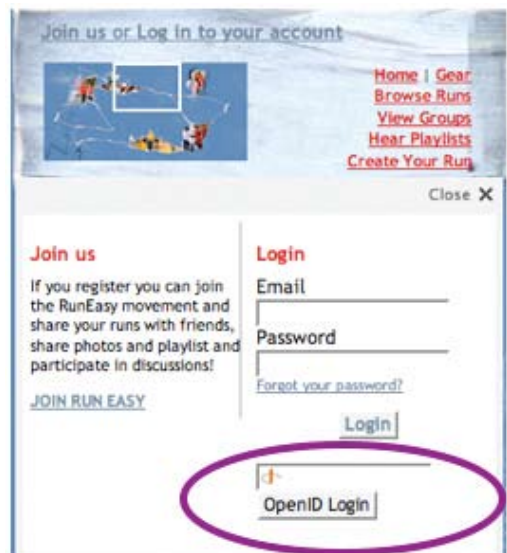 Join us or Log in to your account
Home | Gear
Browse Runs
View Groups
Hear Playlists
Create Your Run
Close X
Join us
If you register you can join
the RunEasy movement and
share your runs with friends,
share photos and playlist and
participate in discussions!
JOIN RUN EASY
Login
Email
Password
Forgot your password?
Login
OpenID Login